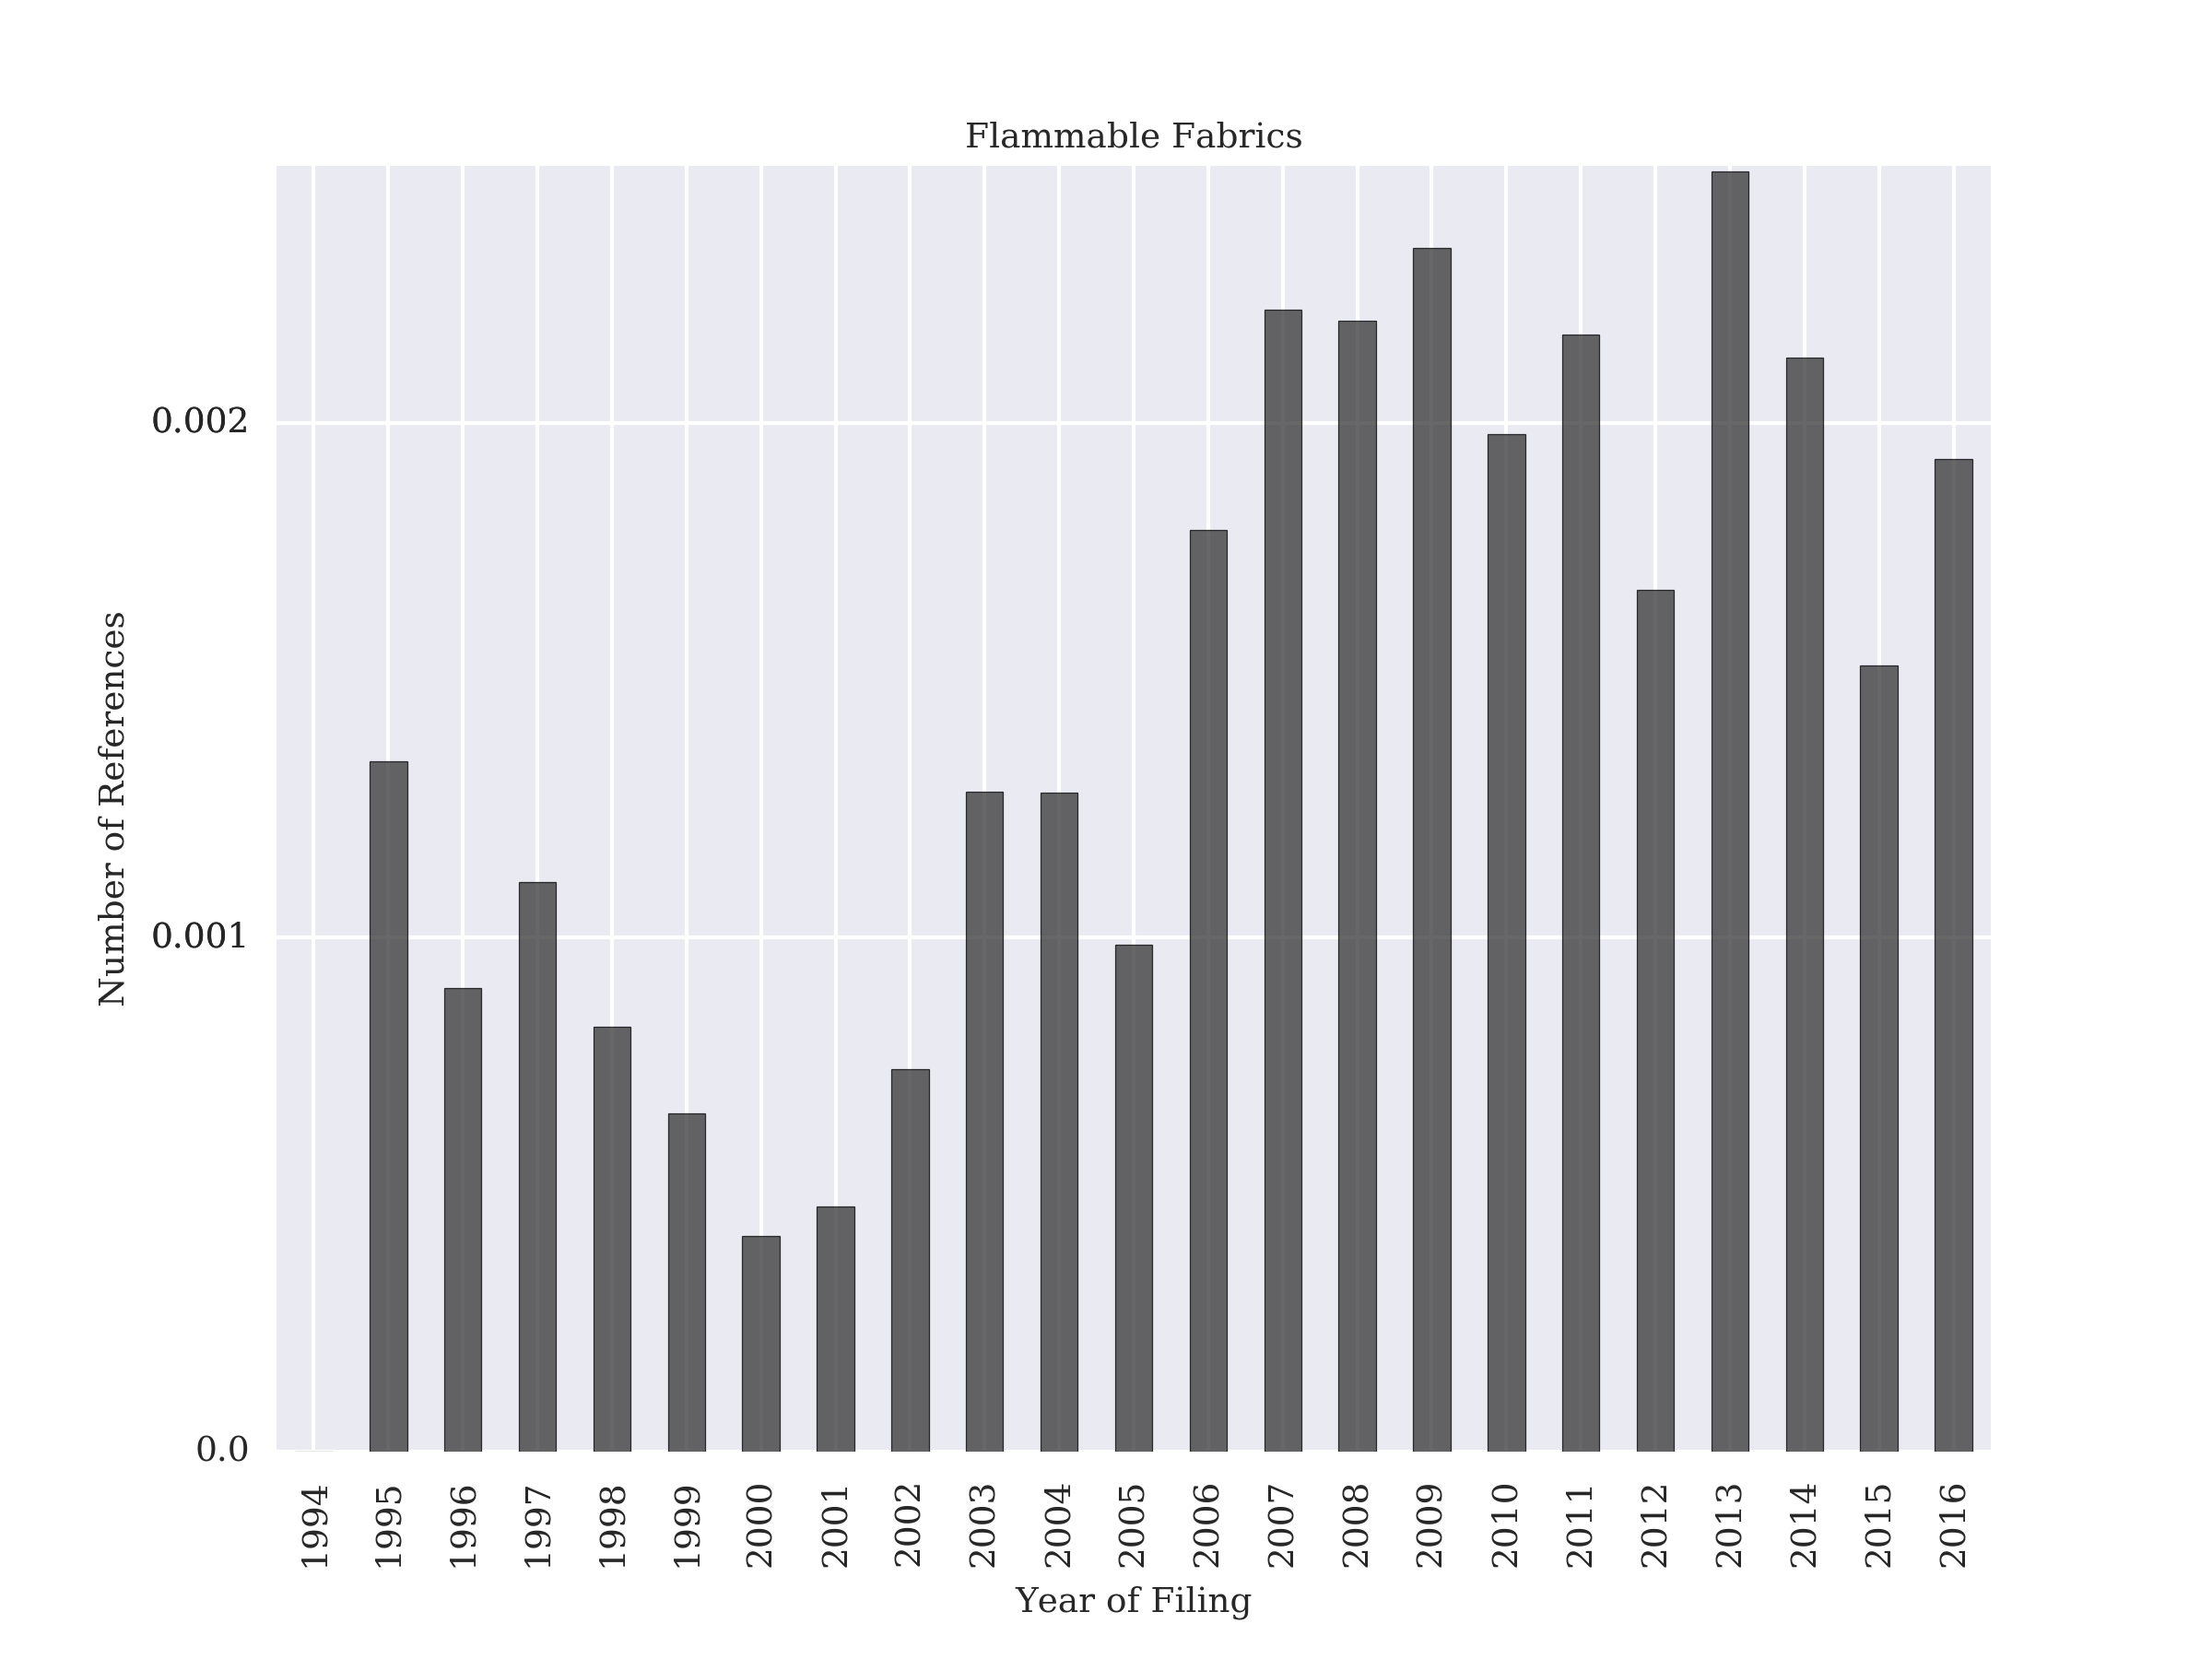 Flammable Fabrics
Number of References
0.002
0.001
0.0
1994 1995 1996 1997 1998 1999 2000 2001 2002 2003 2004 2005 2006 2007 2008 2009 2010 2011 2012 2013 2014 2015 2016
Year of Filing